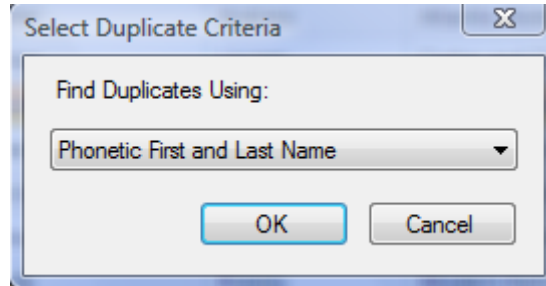 Select Duplicate Criteria
Find Duplicates Using:
Phonetic First and Last Name
OK Cancel